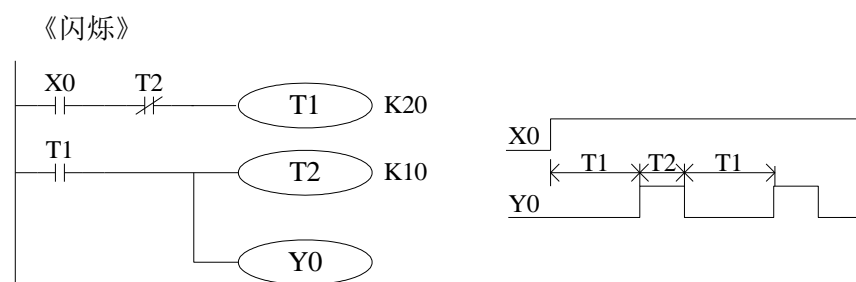 《闪烁》
X0 T2 T1 K20
T1 T2 K10
Y0
X0
T1 T2 T1
Y0